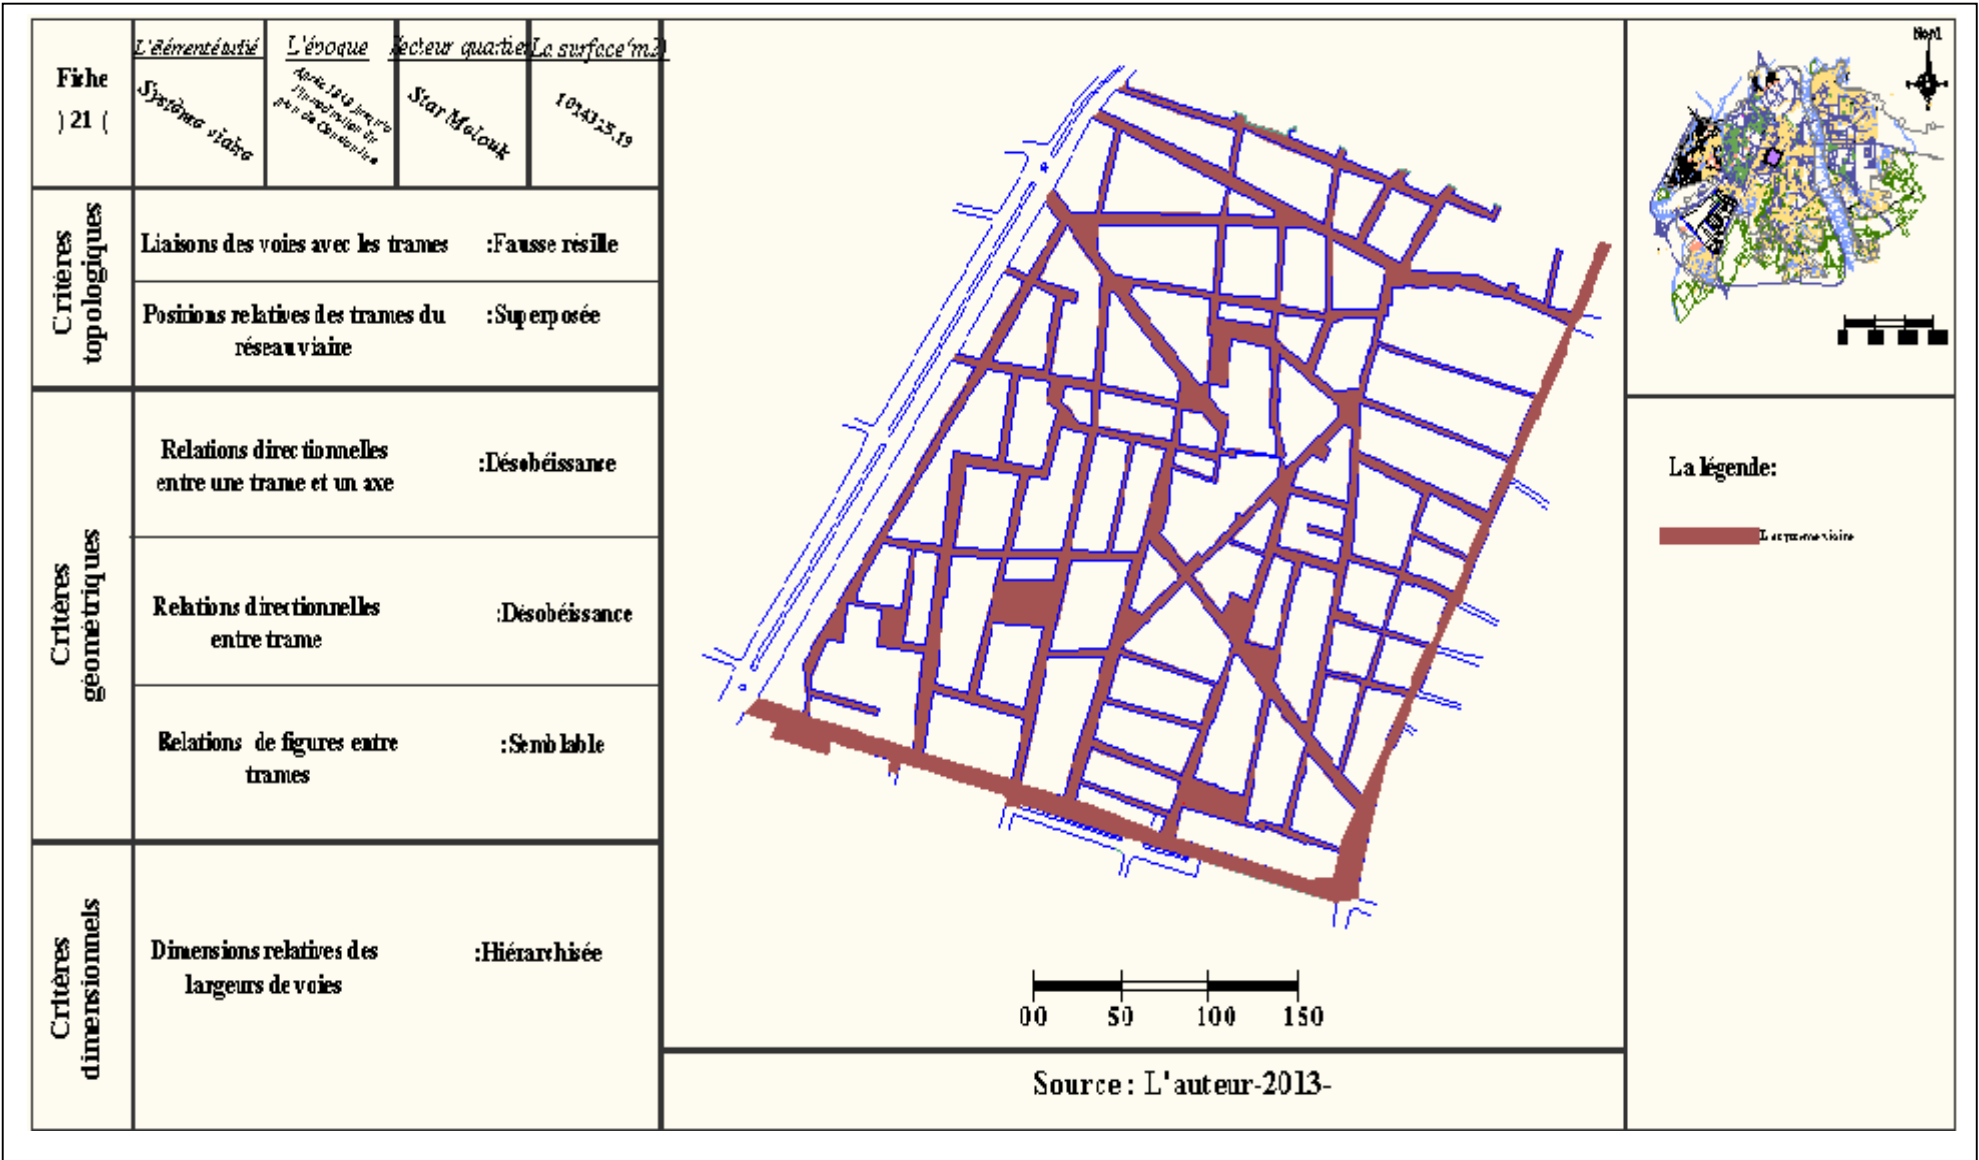 Fiche
) 21 (
L'élément étudié
Système viaire
L'époque
Secteur quartier
Star Melouk
La surface(m2)
Critères
topologiques
Liaisons des voies avec les trames :Fausse résille
Positions relatives des trames du :Superposée
réseau viaire
Critères
géométriques
Relations directionnelles
entre une trame et un axe
:Désobéissance
Relations directionnelles
entre trame
:Désobéissance
Relations de figures entre :Semblable
trames
Critères
dimensionnels
Dimensions relatives des :Hiérarchisée
largeurs de voies
00 50 100 150
Source : L'auteur-2013-
Nord
La légende: